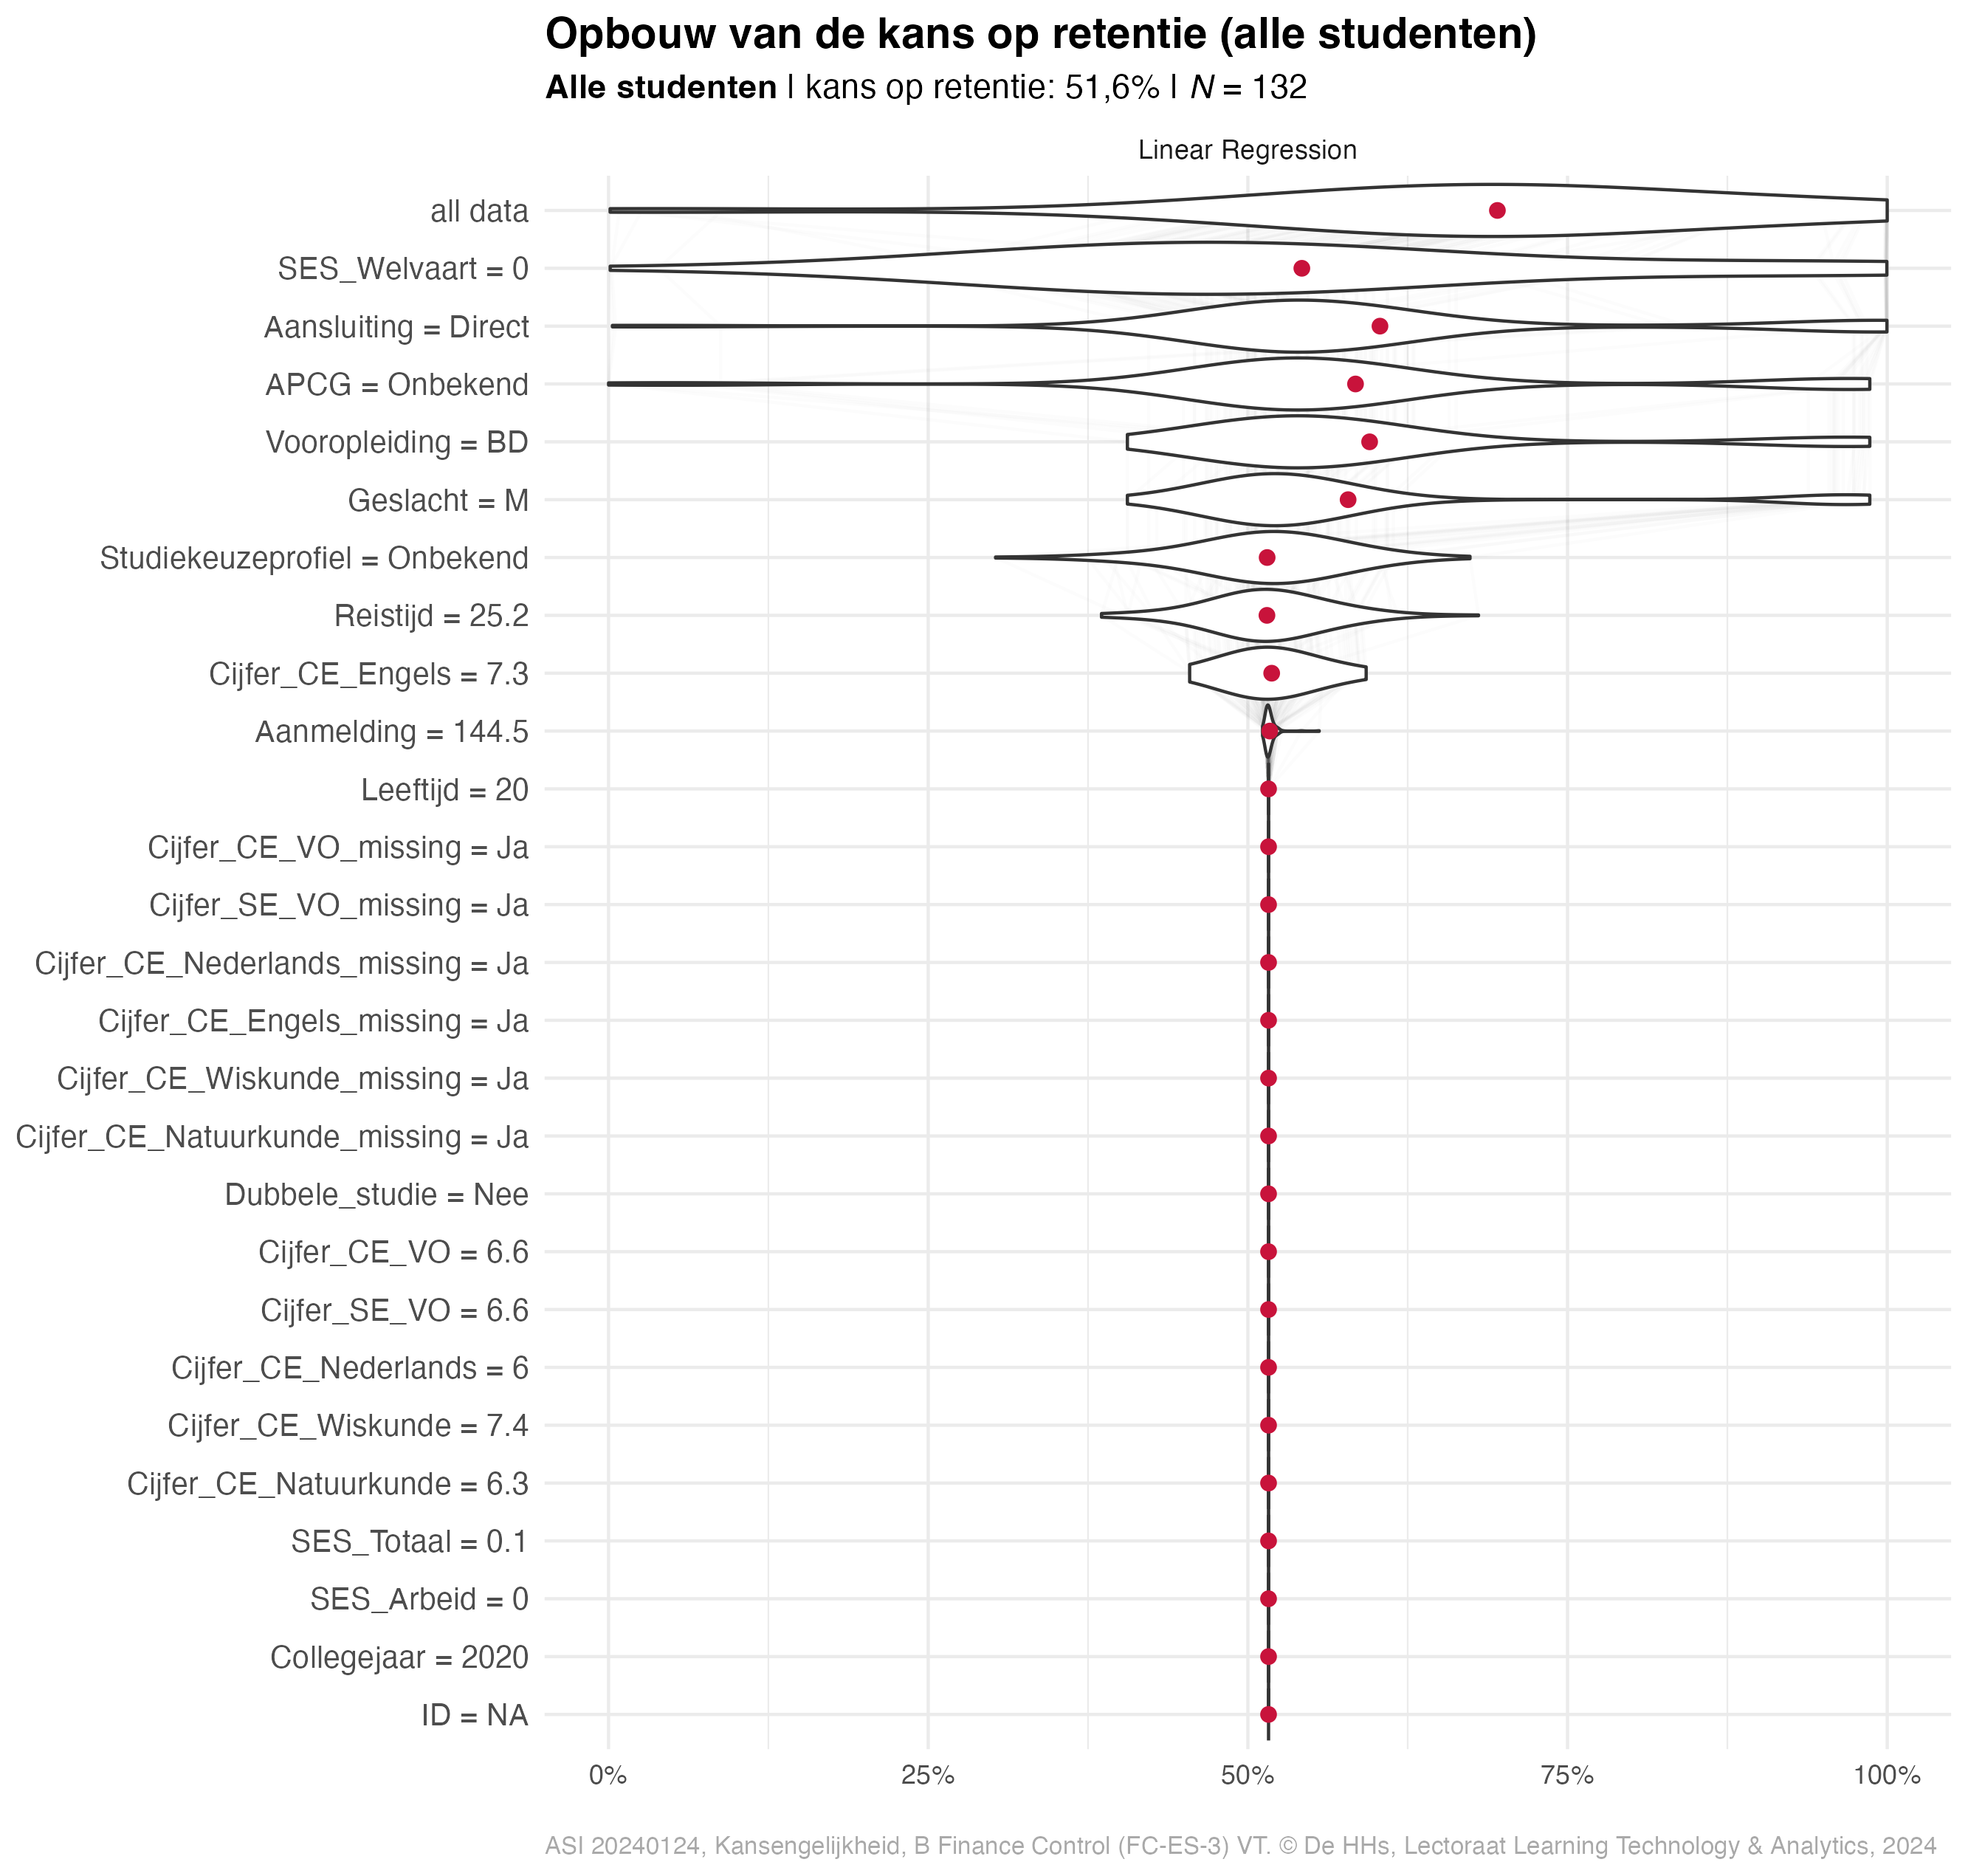 Opbouw van de kans op retentie (alle studenten)
Alle studenten | kans op retentie: 51,6% | N = 132
Linear Regression
all data
SES_Welvaart = 0
Aansluiting = Direct
APCG = Onbekend
Vooropleiding = BD
Geslacht = M
Studiekeuzeprofiel = Onbekend
Reistijd = 25.2
Cijfer_CE_Engels = 7.3
Aanmelding = 144.5
Leeftijd = 20
Cijfer_CE_VO_missing = Ja
Cijfer_SE_VO_missing = Ja
Cijfer_CE_Nederlands_missing = Ja
Cijfer_CE_Engels_missing = Ja
Cijfer_CE_Wiskunde_missing = Ja
Cijfer_CE_Natuurkunde_missing = Ja
Dubbele_studie = Nee
Cijfer_CE_VO = 6.6
Cijfer_SE_VO = 6.6
Cijfer_CE_Nederlands = 6
Cijfer_CE_Wiskunde = 7.4
Cijfer_CE_Natuurkunde = 6.3
SES_Totaal = 0.1
SES_Arbeid = 0
Collegejaar = 2020
ID = NA
0% 25% 50% 75% 100%
ASI 20240124, Kansengelijkheid, B Finance Control (FC-ES-3) VT. © De HHs, Lectoraat Learning Technology & Analytics, 2024